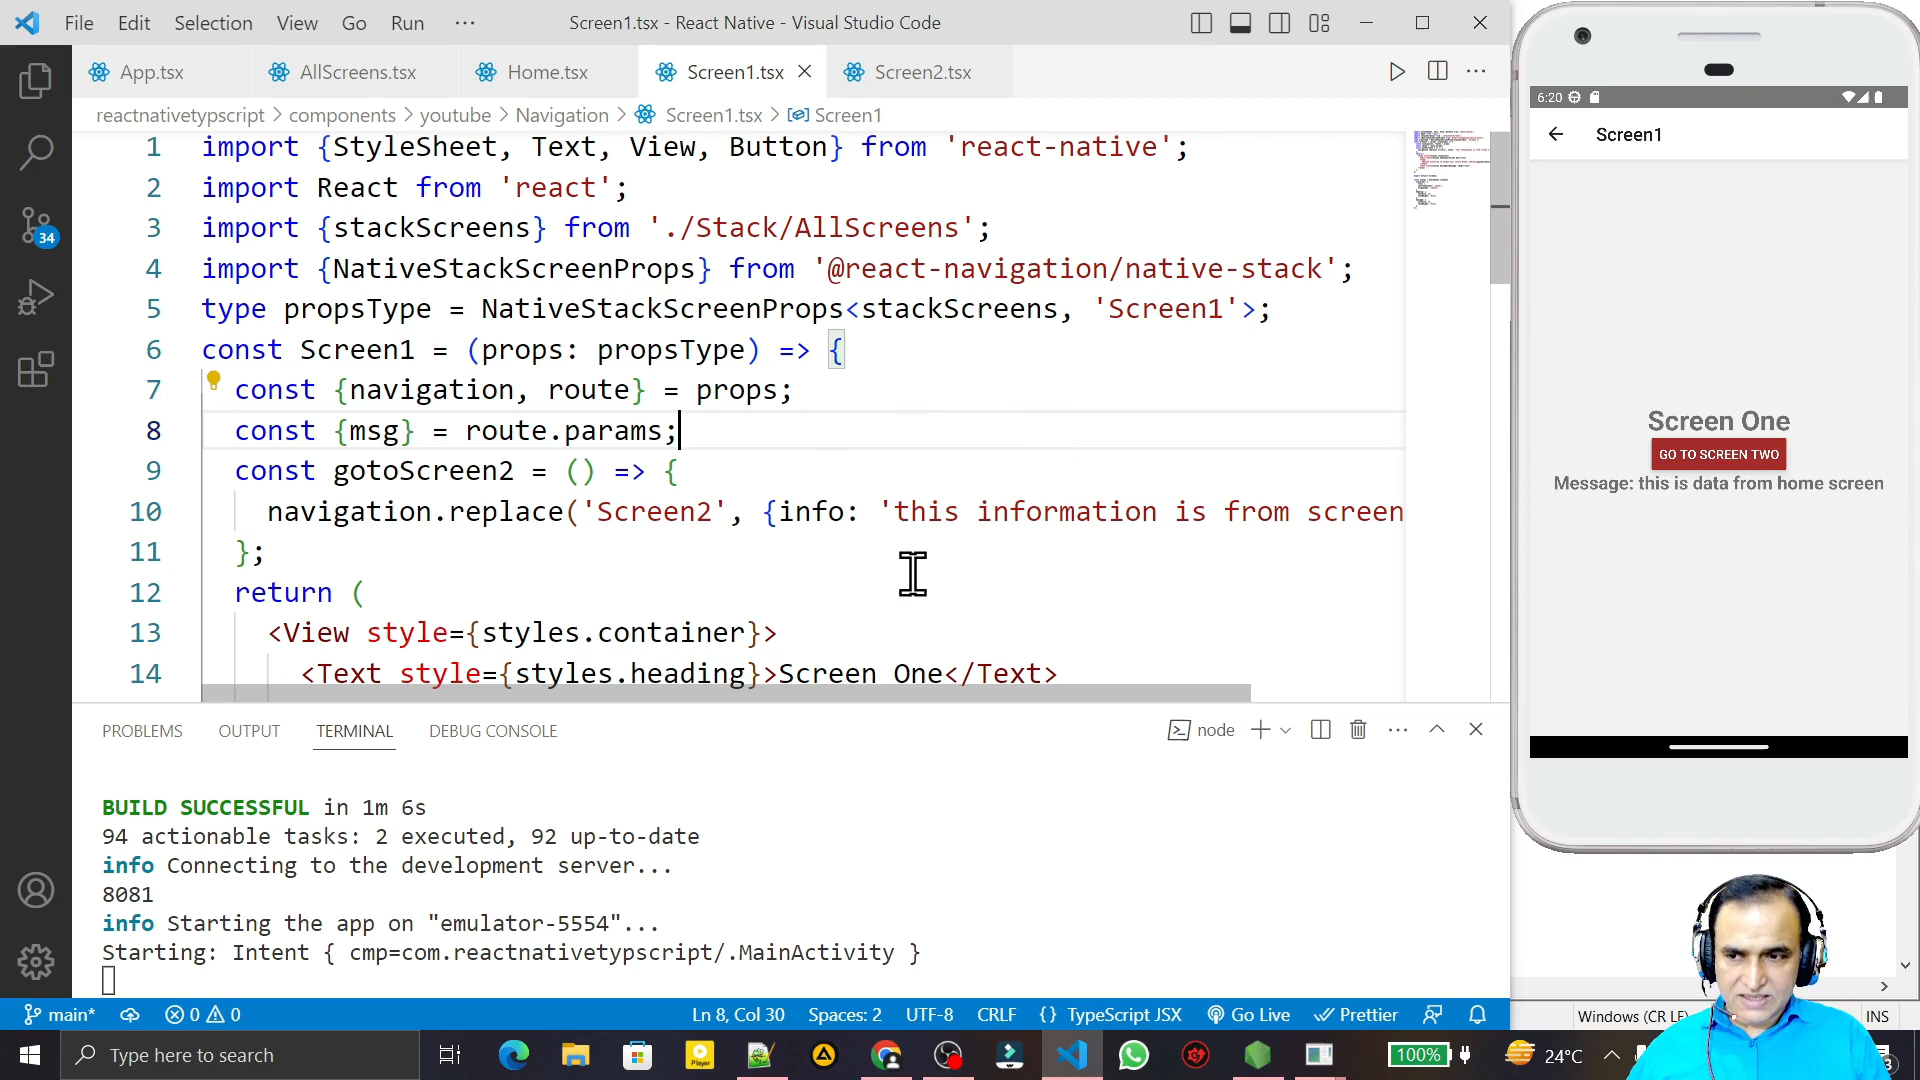 File Edit Selection View Go Run ··· Screen1.tsx - React Native - Visual Studio Code
App.tsx AllScreens.tsx Home.tsx Screen1.tsx Screen2.tsx
reactnativetypscript > components > youtube > Navigation > Screen1.tsx > Screen1
1 import {StyleSheet, Text, View, Button} from 'react-native';
2 import React from 'react';
3 import {stackScreens} from './Stack/AllScreens';
4 import {NativeStackScreenProps} from '@react-navigation/native-stack';
5 type propsType = NativeStackScreenProps<stackScreens, 'Screen1'>;
6 const Screen1 = (props: propsType) => {
7 const {navigation, route} = props;
8 const {msg} = route.params;
9 const gotoScreen2 = () => {
10 navigation.replace('Screen2', {info: 'this information is from screen
11 };
12 return (
13 <View style={styles.container}>
14 <Text style={styles.heading}>Screen One</Text>
34
PROBLEMS OUTPUT TERMINAL DEBUG CONSOLE node
BUILD SUCCESSFUL in 1m 6s
94 actionable tasks: 2 executed, 92 up-to-date
info Connecting to the development server...
8081
info Starting the app on "emulator-5554"...
Starting: Intent { cmp=com.reactnativetypscript/.MainActivity }
main* 0 0 Ln 8, Col 30 Spaces: 2 UTF-8 CRLF {} TypeScript JSX Go Live Prettier
6:20
Screen1
Screen One
GO TO SCREEN TWO
Message: this is data from home screen
Windows (CR LF) INS
Type here to search Player 100% 24°C 3